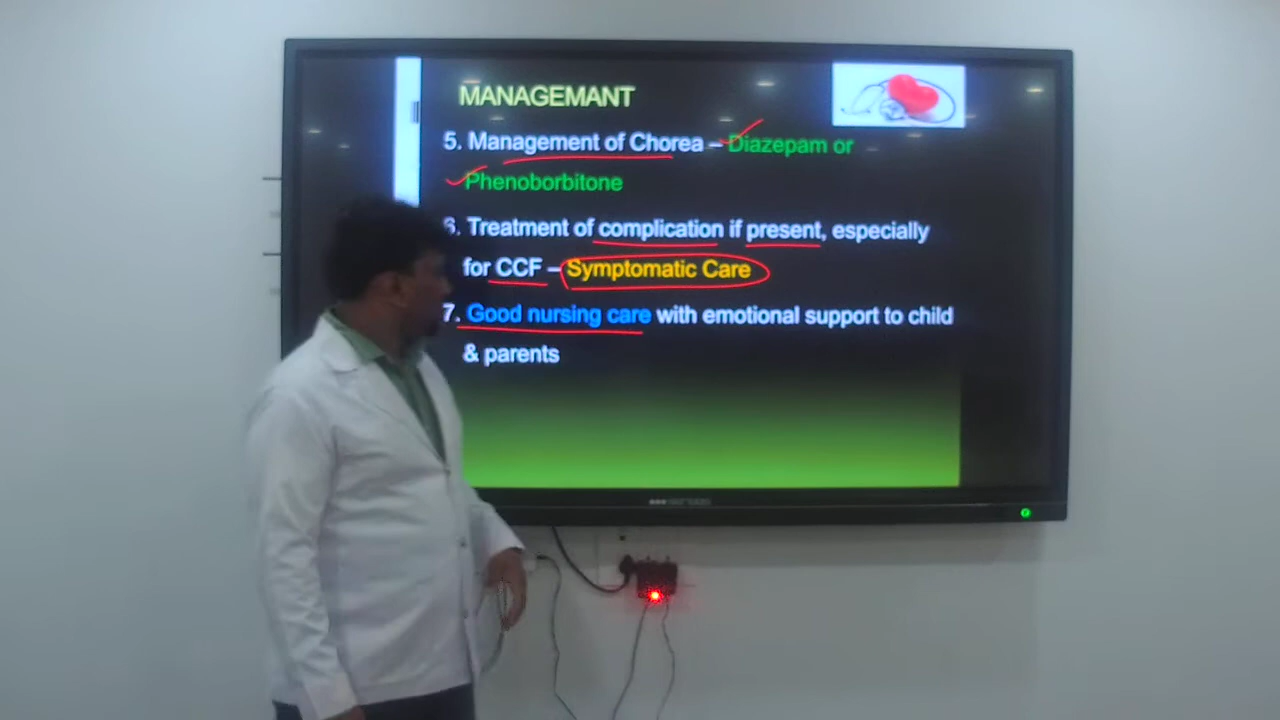 MANAGEMANT
5. Management of Chorea – Diazepam or
Phenoborbitone
6. Treatment of complication if present, especially
for CCF – Symptomatic Care
7. Good nursing care with emotional support to child
& parents